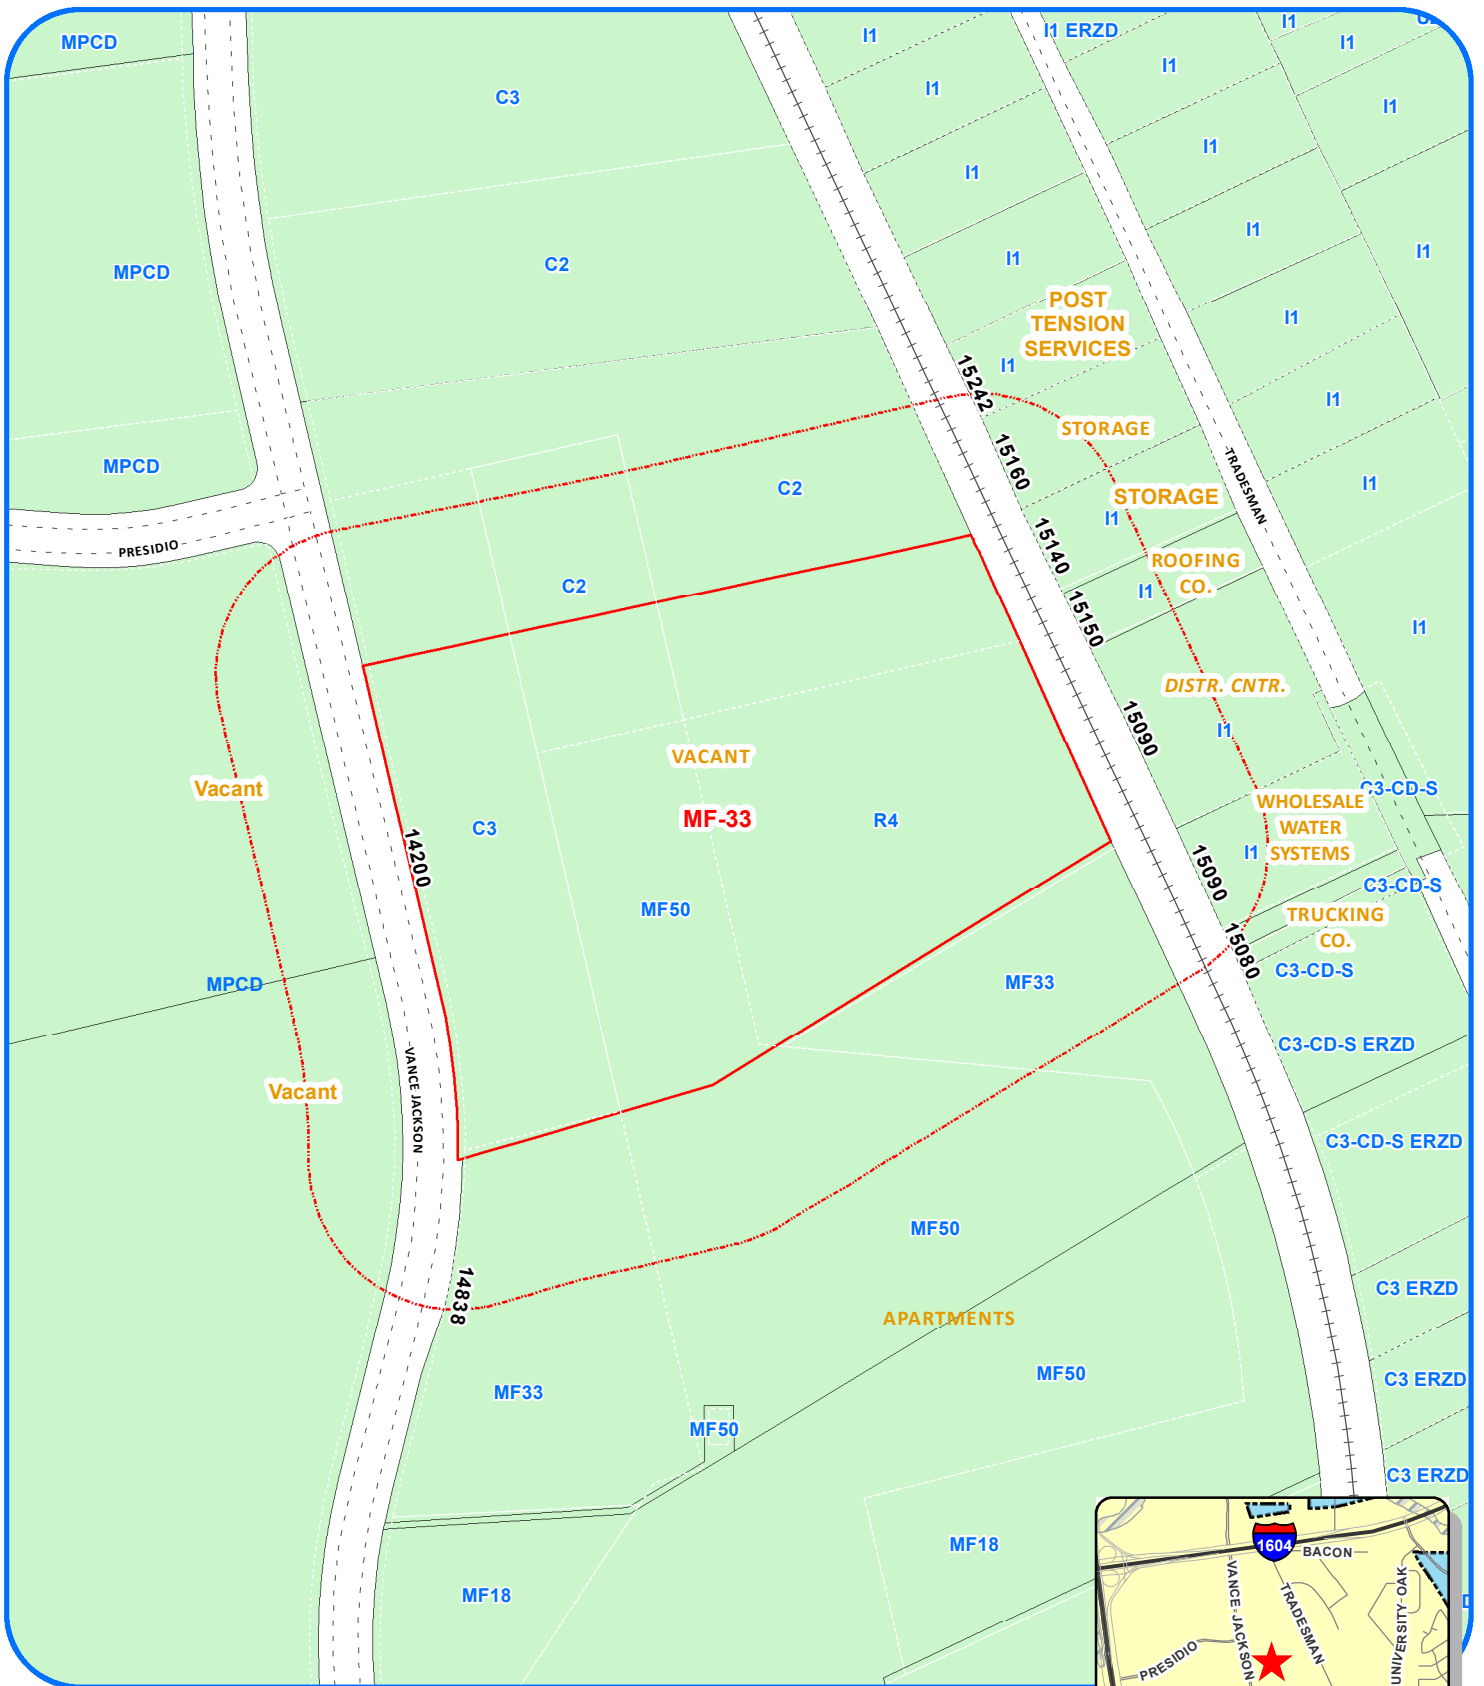 MPCD
C3
I1
I1 ERZD
I1
I1
I1
I1
I1
I1
I1
I1
MPCD
C2
I1
I1
I1
POST
TENSION
SERVICES
I1
I1
15242
I1
MPCD
C2
STORAGE
15160
STORAGE
I1
I1
TRADESMAN
PRESIDIO
C2
15140
ROOFING
CO.
I1
15150
I1
DISTR. CNTR.
15090
I1
Vacant
VACANT
MF-33
C3
R4
14200
C3-CD-S
WHOLESALE
WATER
SYSTEMS
I1
15090
C3-CD-S
MF50
TRUCKING
CO.
15080
C3-CD-S
MPCD
MF33
C3-CD-S ERZD
Vacant
VANCE JACKSON
C3-CD-S ERZD
MF50
14838
C3 ERZD
APARTMENTS
MF33
MF50
C3 ERZD
MF50
C3 ERZD
MF18
MF18
1604
BACON
VANCE JACKSON
TRADESMAN
UNIVERSITY OAK
PRESIDIO